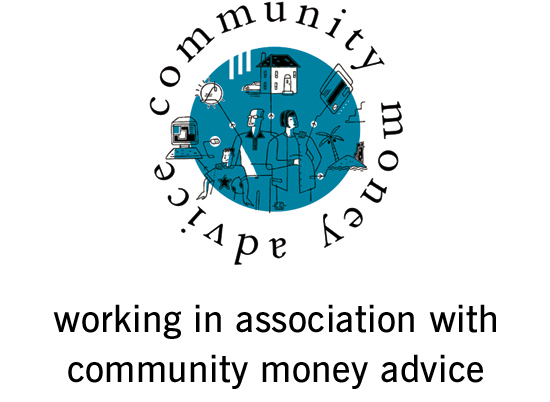 community money advice
working in association with
community money advice